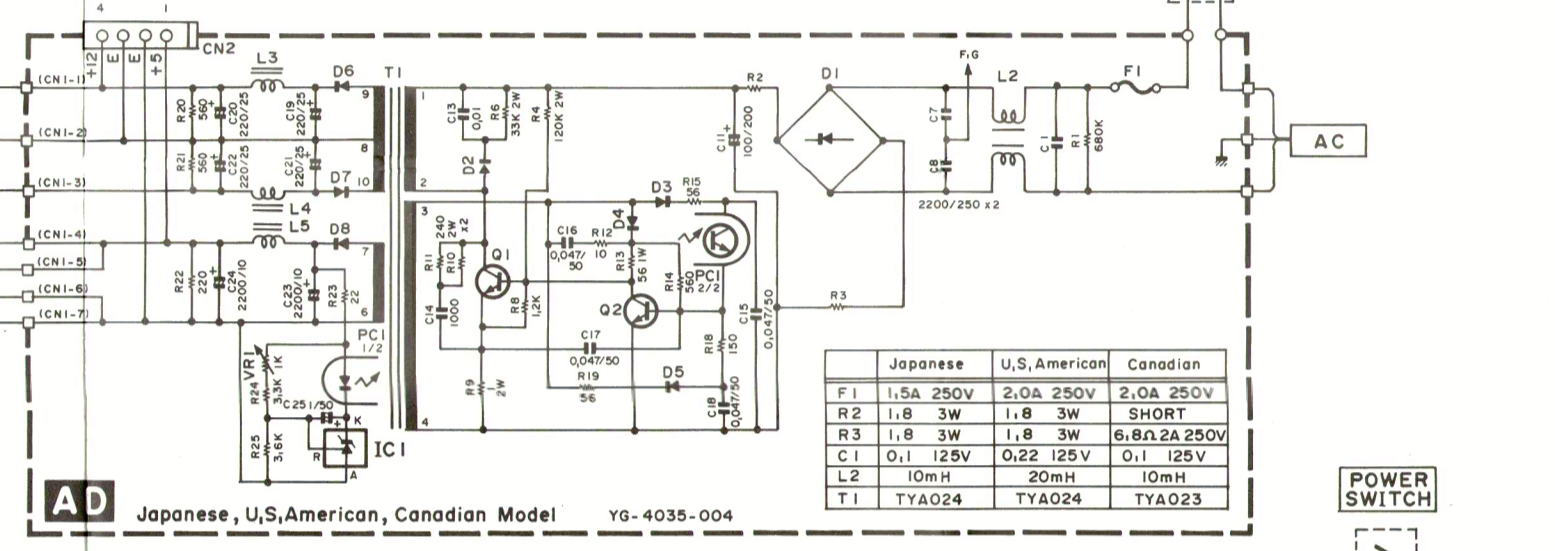 4 1
CN2
+12 E E +5
(CN1-1)
(CN1-2)
(CN1-3)
(CN1-4)
(CN1-5)
(CN1-6)
(CN1-7)
L3
D6
T1
9
R20 560
C20 220/25
C19 220/25
8
R21 560
C22 220/25
C21 220/25
D7
10
L4
L5
D8
7
R22 220
C24 2200/10
C23 2200/10
R23 22
6
PC1
1/2
VR1 1K
R24 3,3K
C25 1/50
K
R25 3,6K
R
IC1
A
1
C13 0,01
R6 33K 2W
R4 120K 2W
D2
2
3
240 2W x2
R11
R10
Q1
C14 1000
R8 1,2K
R9 1 2W
4
C16
0,047/50
R12
10
D4
D3
R15
56
R13 56 1W
R14 560
PC1
2/2
Q2
C17
0,047/50
R19
56
D5
R18 150
C18 0,047/50
C15 0,047/50
R2
C11 100/200
D1
R3
F,G
C7
C8
2200/250 x2
L2
C1
R1 680K
F1
AC
Japanese U,S,American Canadian
F1 1,5A 250V 2,0A 250V 2,0A 250V
R2 1,8 3W 1,8 3W SHORT
R3 1,8 3W 1,8 3W 6,8Ω2A 250V
C1 0,1 125V 0,22 125V 0,1 125V
L2 10mH 20mH 10mH
T1 TYA024 TYA024 TYA023
AD
Japanese, U,S,American, Canadian Model YG-4035-004
POWER
SWITCH